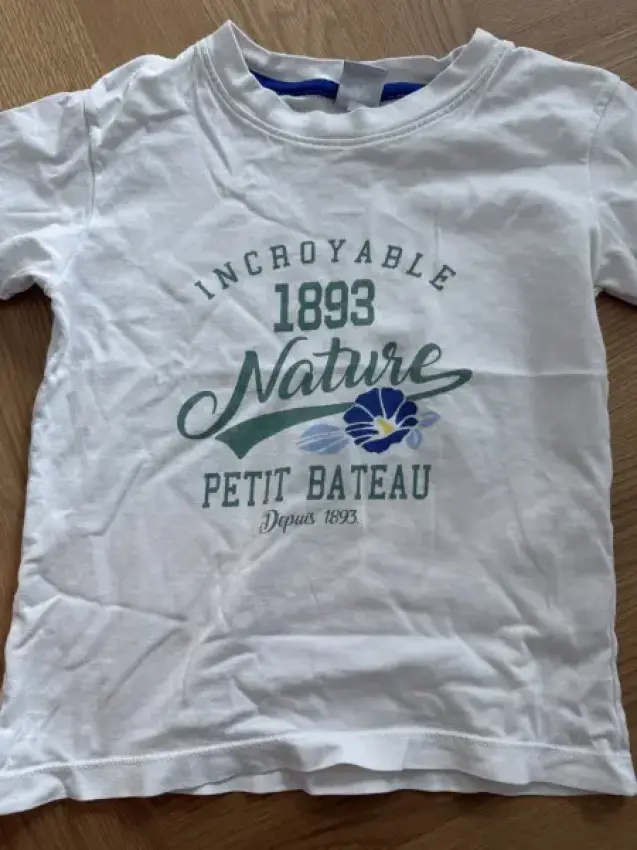 INCROYABLE
1893
Nature
PETIT BATEAU
Depuis 1893.